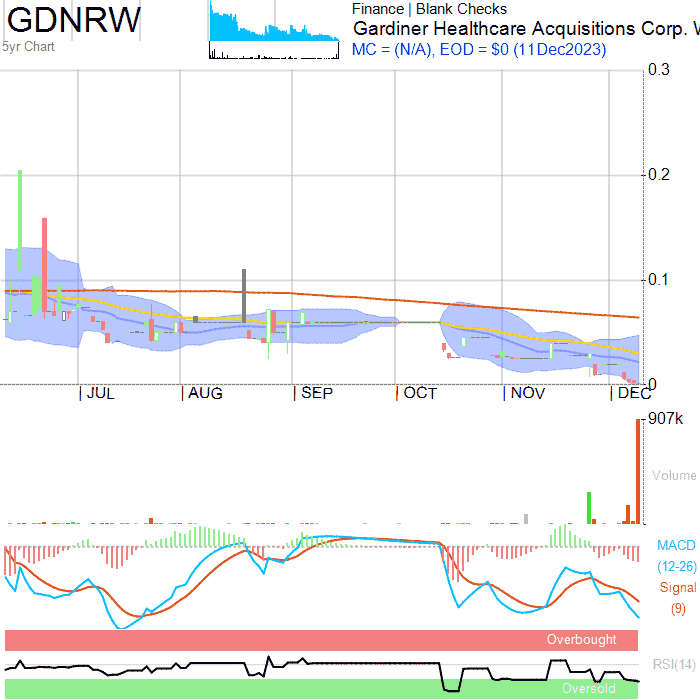 GDNRW
5yr Chart
Finance | Blank Checks
Gardiner Healthcare Acquisitions Corp. W
MC = (N/A), EOD = $0 (11Dec2023)
0.3
0.2
0.1
0
JUL AUG SEP OCT NOV DEC
907k
Volume
MACD
(12-26)
Signal
(9)
Overbought
RSI(14)
Oversold